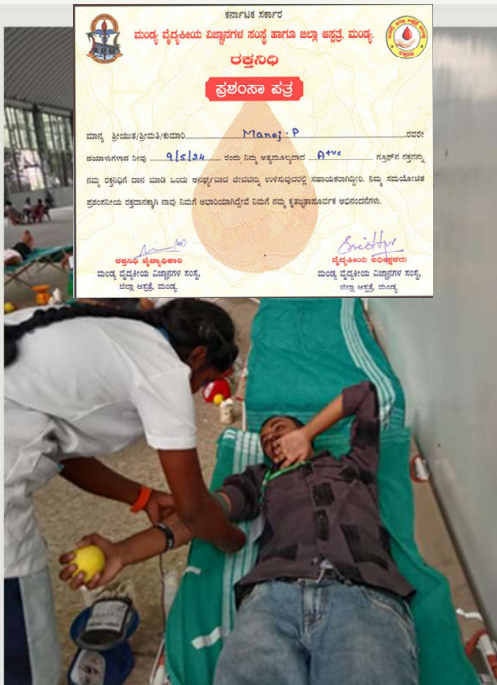 ಕರ್ನಾಟಕ ಸರ್ಕಾರ
ಮಂಡ್ಯ ವೈದ್ಯಕೀಯ ವಿಜ್ಞಾನಗಳ ಸಂಸ್ಥೆ ಹಾಗೂ ಜಿಲ್ಲಾ ಆಸ್ಪತ್ರೆ, ಮಂಡ್ಯ.
ರಕ್ತನಿಧಿ
ಪ್ರಶಂಸಾ ಪತ್ರ
ಮಾನ್ಯ ಶ್ರೀಯುತ/ಶ್ರೀಮತಿ/ಕುಮಾರಿ Manoj.P ರವರೇ
ದಯಾಳುಗಳಾದ ನೀವು 9/5/24 ರಂದು ನಿಮ್ಮ ಅತ್ಯಮೂಲ್ಯವಾದ A+ve ಗ್ರೂಪ್‌ನ ರಕ್ತವನ್ನು
ನಮ್ಮ ರಕ್ತನಿಧಿಗೆ ದಾನ ಮಾಡಿ ಒಂದು ಅನರ್ಘ್ಯವಾದ ಜೀವವನ್ನು ಉಳಿಸುವುದರಲ್ಲಿ ಸಹಾಯಕರಾಗಿದ್ದೀರಿ. ನಿಮ್ಮ ಸಮಯೋಚಿತ
ಪ್ರಶಂಸನೀಯ ರಕ್ತದಾನಕ್ಕಾಗಿ ನಾವು ನಿಮಗೆ ಆಭಾರಿಯಾಗಿದ್ದೇವೆ ನಿಮಗೆ ನಮ್ಮ ಕೃತಜ್ಞತಾಪೂರ್ವಕ ಅಭಿನಂದನೆಗಳು.
ರಕ್ತನಿಧಿ ವೈದ್ಯಾಧಿಕಾರಿ ವೈದ್ಯಕೀಯ ಅಧೀಕ್ಷಕರು
ಮಂಡ್ಯ ವೈದ್ಯಕೀಯ ವಿಜ್ಞಾನಗಳ ಸಂಸ್ಥೆ, ಮಂಡ್ಯ ವೈದ್ಯಕೀಯ ವಿಜ್ಞಾನಗಳ ಸಂಸ್ಥೆ,
ಜಿಲ್ಲಾ ಆಸ್ಪತ್ರೆ, ಮಂಡ್ಯ. ಜಿಲ್ಲಾ ಆಸ್ಪತ್ರೆ, ಮಂಡ್ಯ.